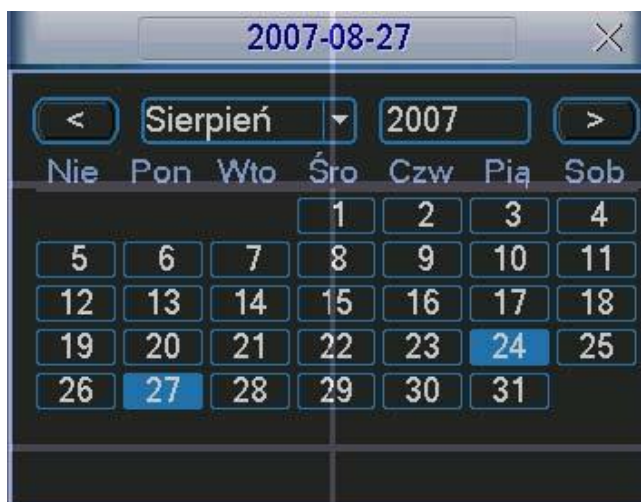 2007-08-27
< Sierpień 2007 >
Nie Pon Wto Śro Czw Pią Sob
1 2 3 4
5 6 7 8 9 10 11
12 13 14 15 16 17 18
19 20 21 22 23 24 25
26 27 28 29 30 31